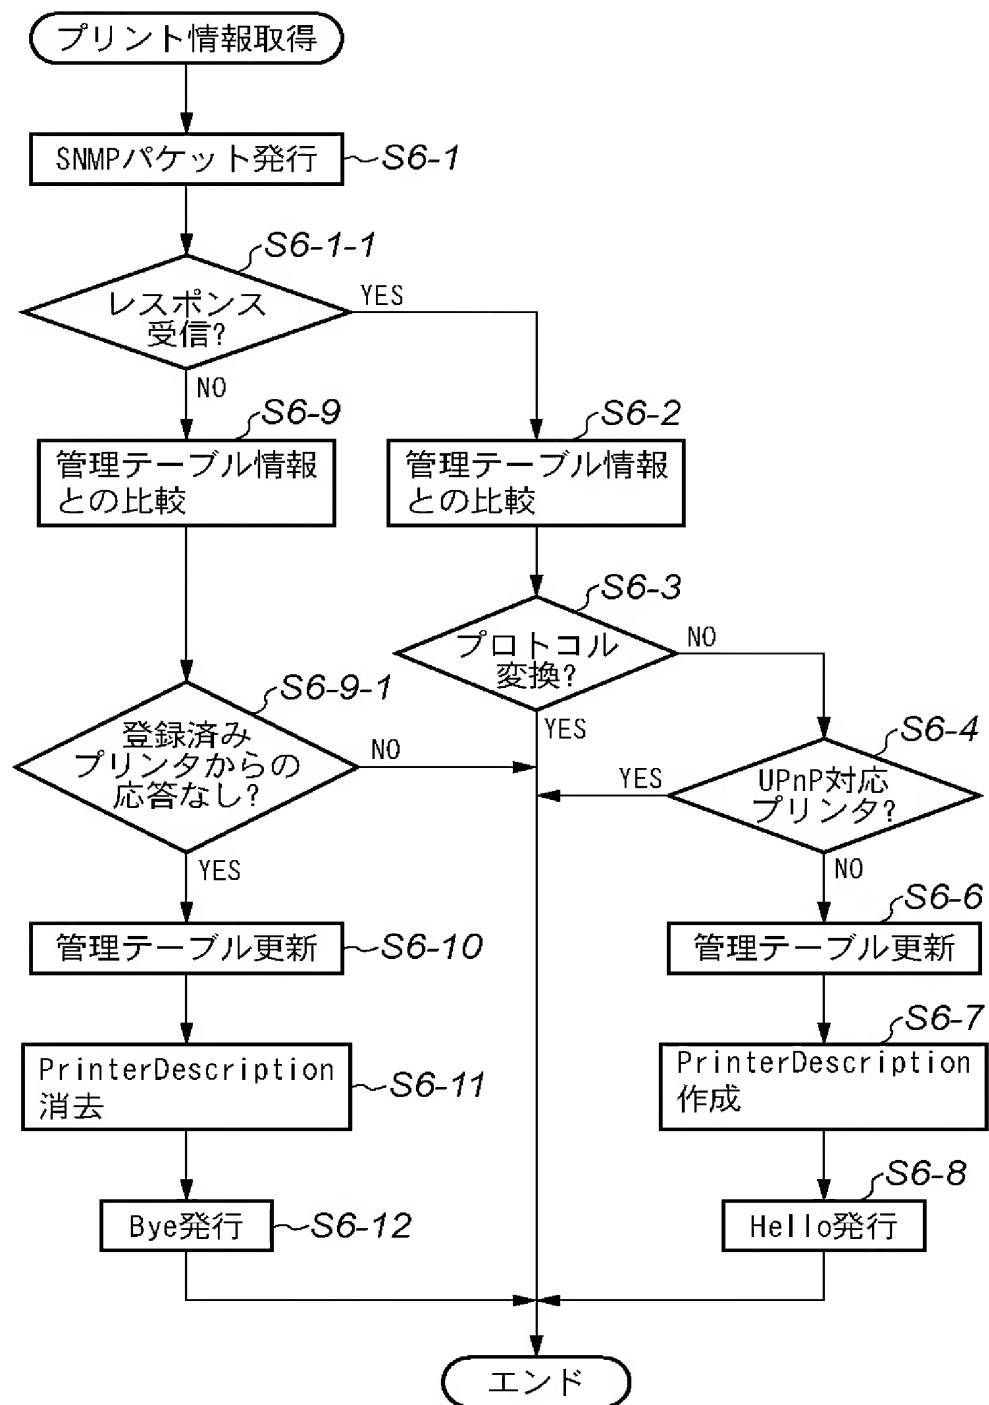 プリント情報取得
SNMPパケット発行
S6-1
S6-1-1
レスポンス
受信?
YES
NO
S6-9
管理テーブル情報
との比較
S6-2
管理テーブル情報
との比較
S6-3
プロトコル
変換?
NO
YES
S6-9-1
登録済み
プリンタからの
応答なし?
NO
YES
S6-4
UPnP対応
プリンタ?
YES
NO
管理テーブル更新
S6-10
S6-6
管理テーブル更新
PrinterDescription
消去
S6-11
S6-7
PrinterDescription
作成
Bye発行
S6-12
S6-8
Hello発行
エンド